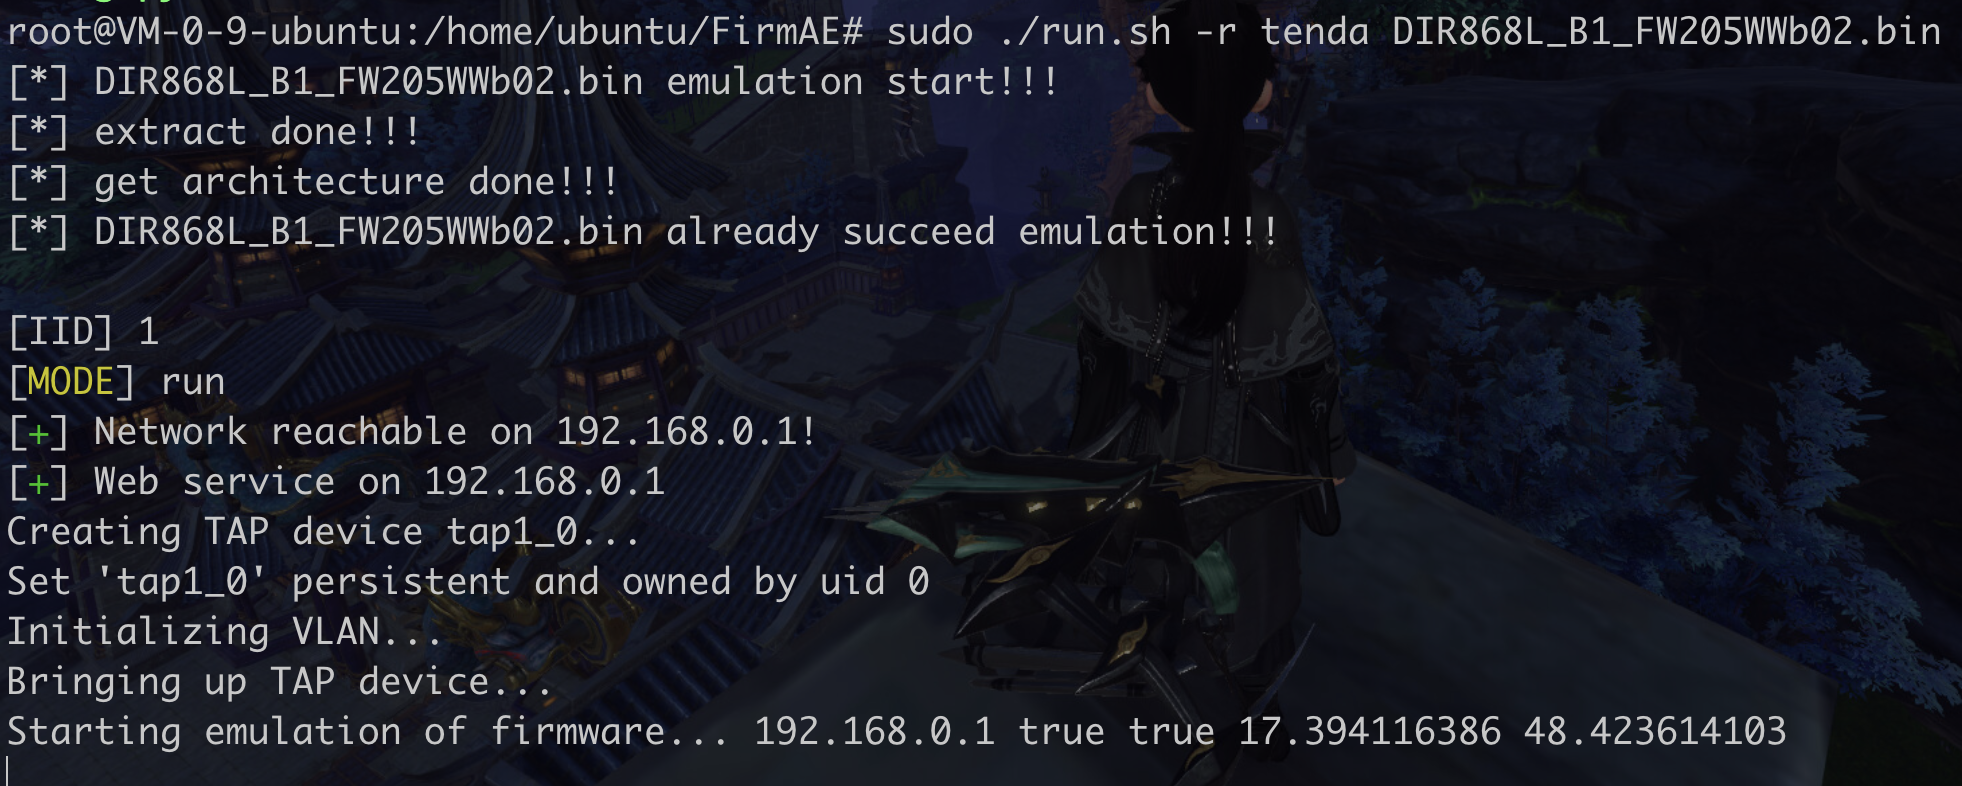 root@VM-0-9-ubuntu:/home/ubuntu/FirmAE# sudo ./run.sh -r tenda DIR868L_B1_FW205WWb02.bin
[*] DIR868L_B1_FW205WWb02.bin emulation start!!!
[*] extract done!!!
[*] get architecture done!!!
[*] DIR868L_B1_FW205WWb02.bin already succeed emulation!!!
[IID] 1
[MODE] run
[+] Network reachable on 192.168.0.1!
[+] Web service on 192.168.0.1
Creating TAP device tap1_0...
Set 'tap1_0' persistent and owned by uid 0
Initializing VLAN...
Bringing up TAP device...
Starting emulation of firmware... 192.168.0.1 true true 17.394116386 48.423614103